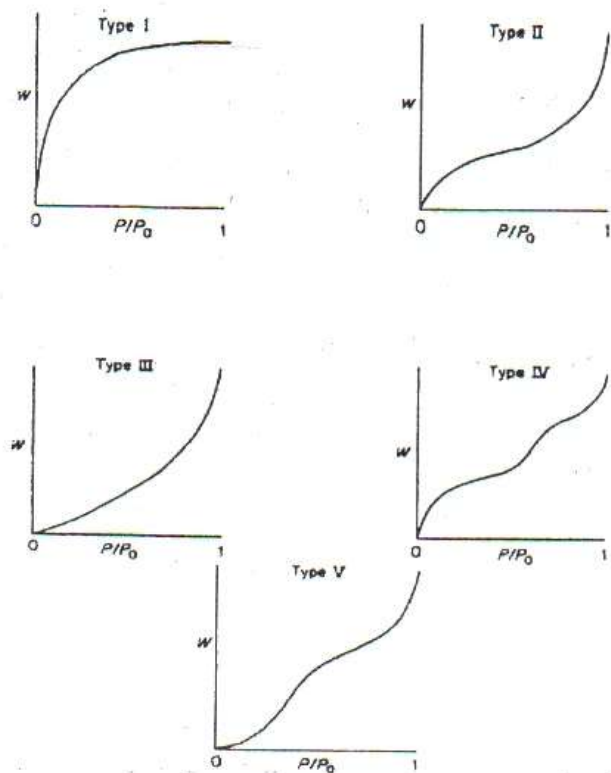 Type I
W
0 P/P₀ 1
Type II
W
0 P/P₀ 1
Type III
W
0 P/P₀ 1
Type IV
W
0 P/P₀ 1
Type V
W
0 P/P₀ 1